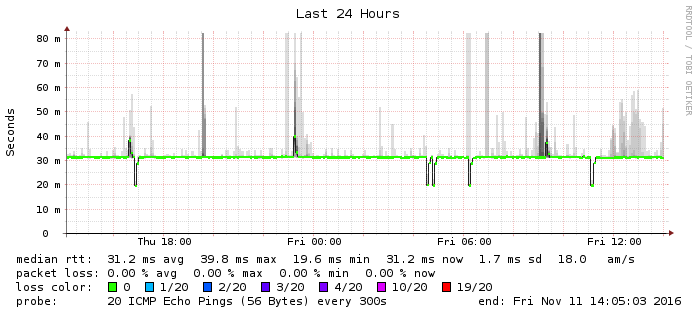 Last 24 Hours
RRDTOOL / TOBI OETIKER
Seconds
80 m
70 m
60 m
50 m
40 m
30 m
20 m
10 m
0
Thu 18:00 Fri 00:00 Fri 06:00 Fri 12:00
median rtt: 31.2 ms avg 39.8 ms max 19.6 ms min 31.2 ms now 1.7 ms sd 18.0 am/s
packet loss: 0.00 % avg 0.00 % max 0.00 % min 0.00 % now
loss color: 0 1/20 2/20 3/20 4/20 10/20 19/20
probe: 20 ICMP Echo Pings (56 Bytes) every 300s end: Fri Nov 11 14:05:03 2016